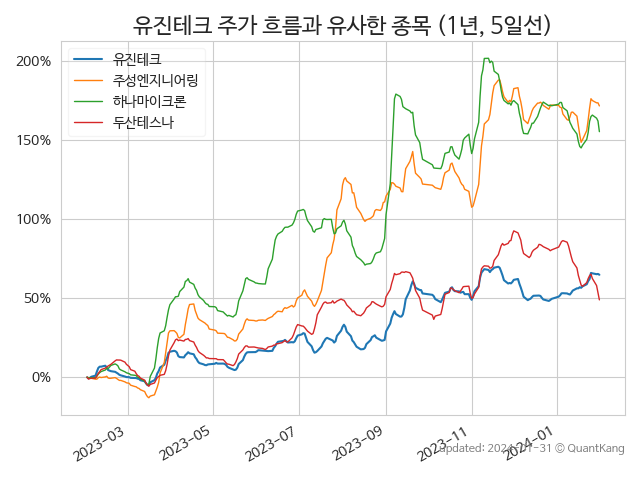 유진테크 주가 흐름과 유사한 종목 (1년, 5일선)
유진테크
주성엔지니어링
하나마이크론
두산테스나
200%
150%
100%
50%
0%
2023-03
2023-05
2023-07
2023-09
2023-11
2024-01
updated: 2024-01-31 © QuantKang